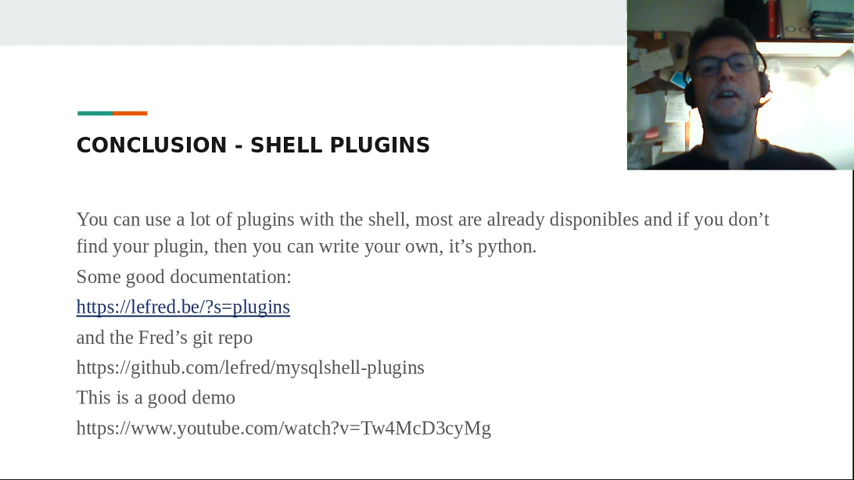 CONCLUSION - SHELL PLUGINS
You can use a lot of plugins with the shell, most are already disponibles and if you don’t
find your plugin, then you can write your own, it’s python.
Some good documentation:
https://lefred.be/?s=plugins
and the Fred’s git repo
https://github.com/lefred/mysqlshell-plugins
This is a good demo
https://www.youtube.com/watch?v=Tw4McD3cyMg